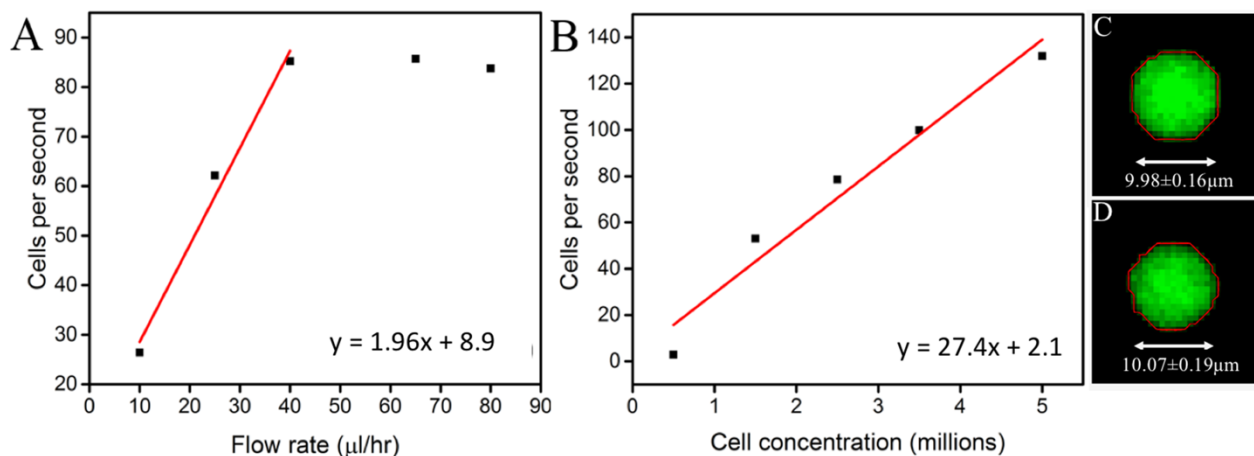 A
Cells per second
90
80
70
60
50
40
30
20
0 10 20 30 40 50 60 70 80 90
Flow rate (μl/hr)
y = 1.96x + 8.9
B
Cells per second
140
120
100
80
60
40
20
0
0 1 2 3 4 5
Cell concentration (millions)
y = 27.4x + 2.1
C
9.98±0.16μm
D
10.07±0.19μm